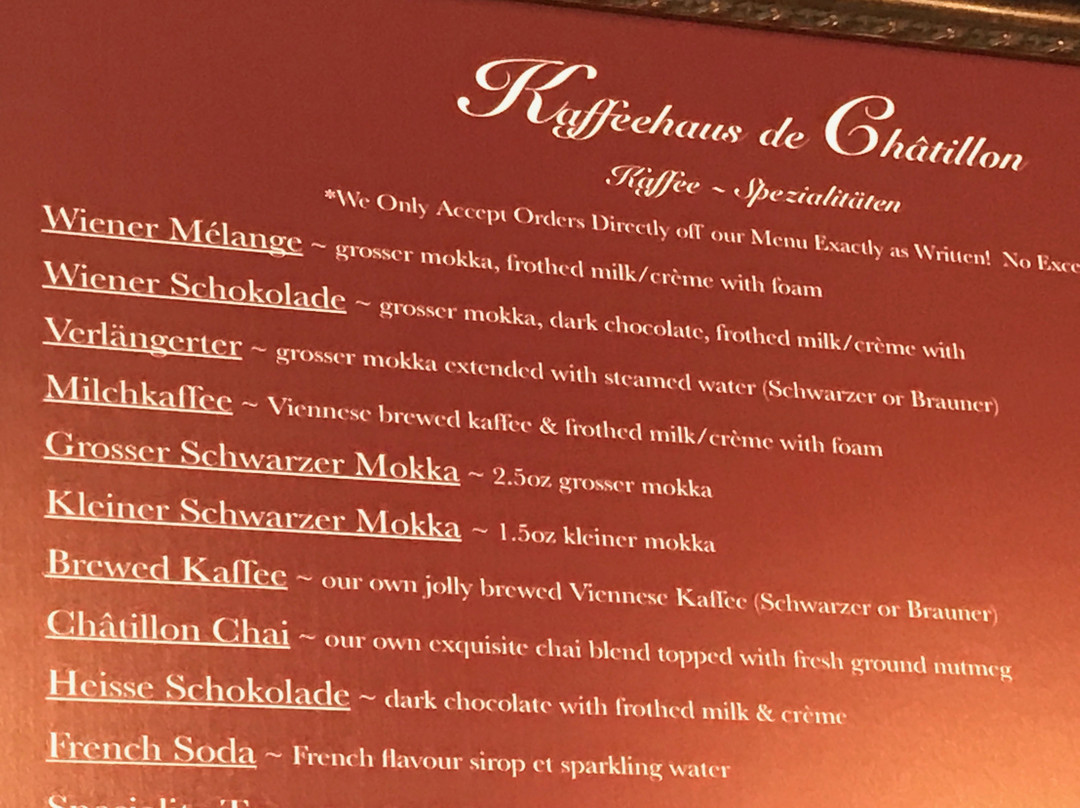 Kaffeehaus de Châtillon
Kaffee ~ Spezialitäten
*We Only Accept Orders Directly off our Menu Exactly as Written! No
Wiener Mélange ~ grosser mokka, frothed milk/crème with foam
Wiener Schokolade ~ grosser mokka, dark chocolate, frothed milk/crème with
Verlängerter ~ grosser mokka extended with steamed water (Schwarzer or Brauner)
Milchkaffee ~ Viennese brewed kaffee & frothed milk/crème with foam
Grosser Schwarzer Mokka ~ 2.5oz grosser mokka
Kleiner Schwarzer Mokka ~ 1.5oz kleiner mokka
Brewed Kaffee ~ our own jolly brewed Viennese Kaffee (Schwarzer or Brauner)
Châtillon Chai ~ our own exquisite chai blend topped with fresh ground nutmeg
Heisse Schokolade ~ dark chocolate with frothed milk & crème
French Soda ~ French flavour sirop et sparkling water